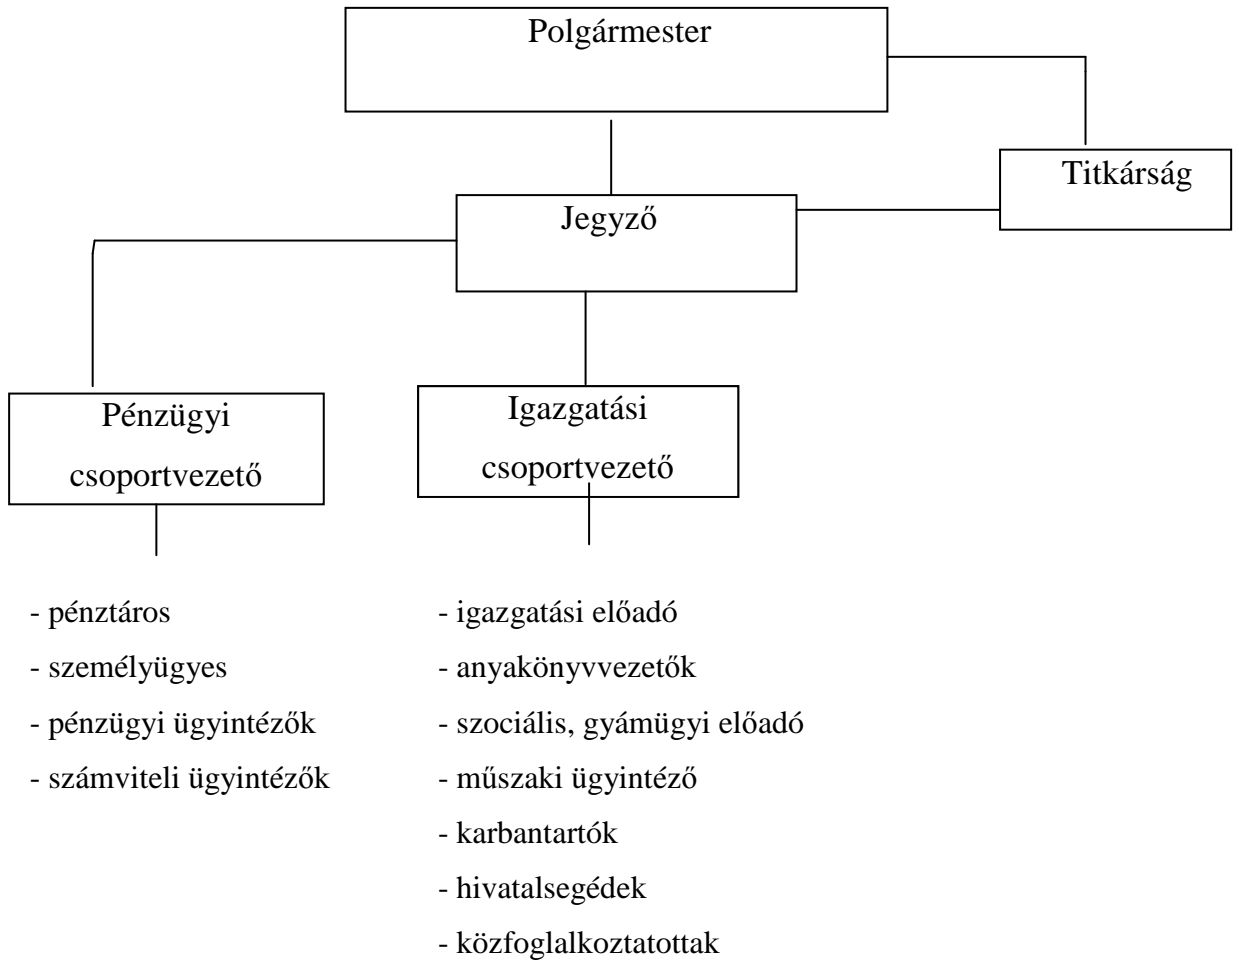 Polgármester
Titkárság
Jegyző
Pénzügyi
csoportvezető
Igazgatási
csoportvezető
- pénztáros
- személyügyes
- pénzügyi ügyintézők
- számviteli ügyintézők
- igazgatási előadó
- anyakönyvvezetők
- szociális, gyámügyi előadó
- műszaki ügyintéző
- karbantartók
- hivatalsegédek
- közfoglalkoztatottak